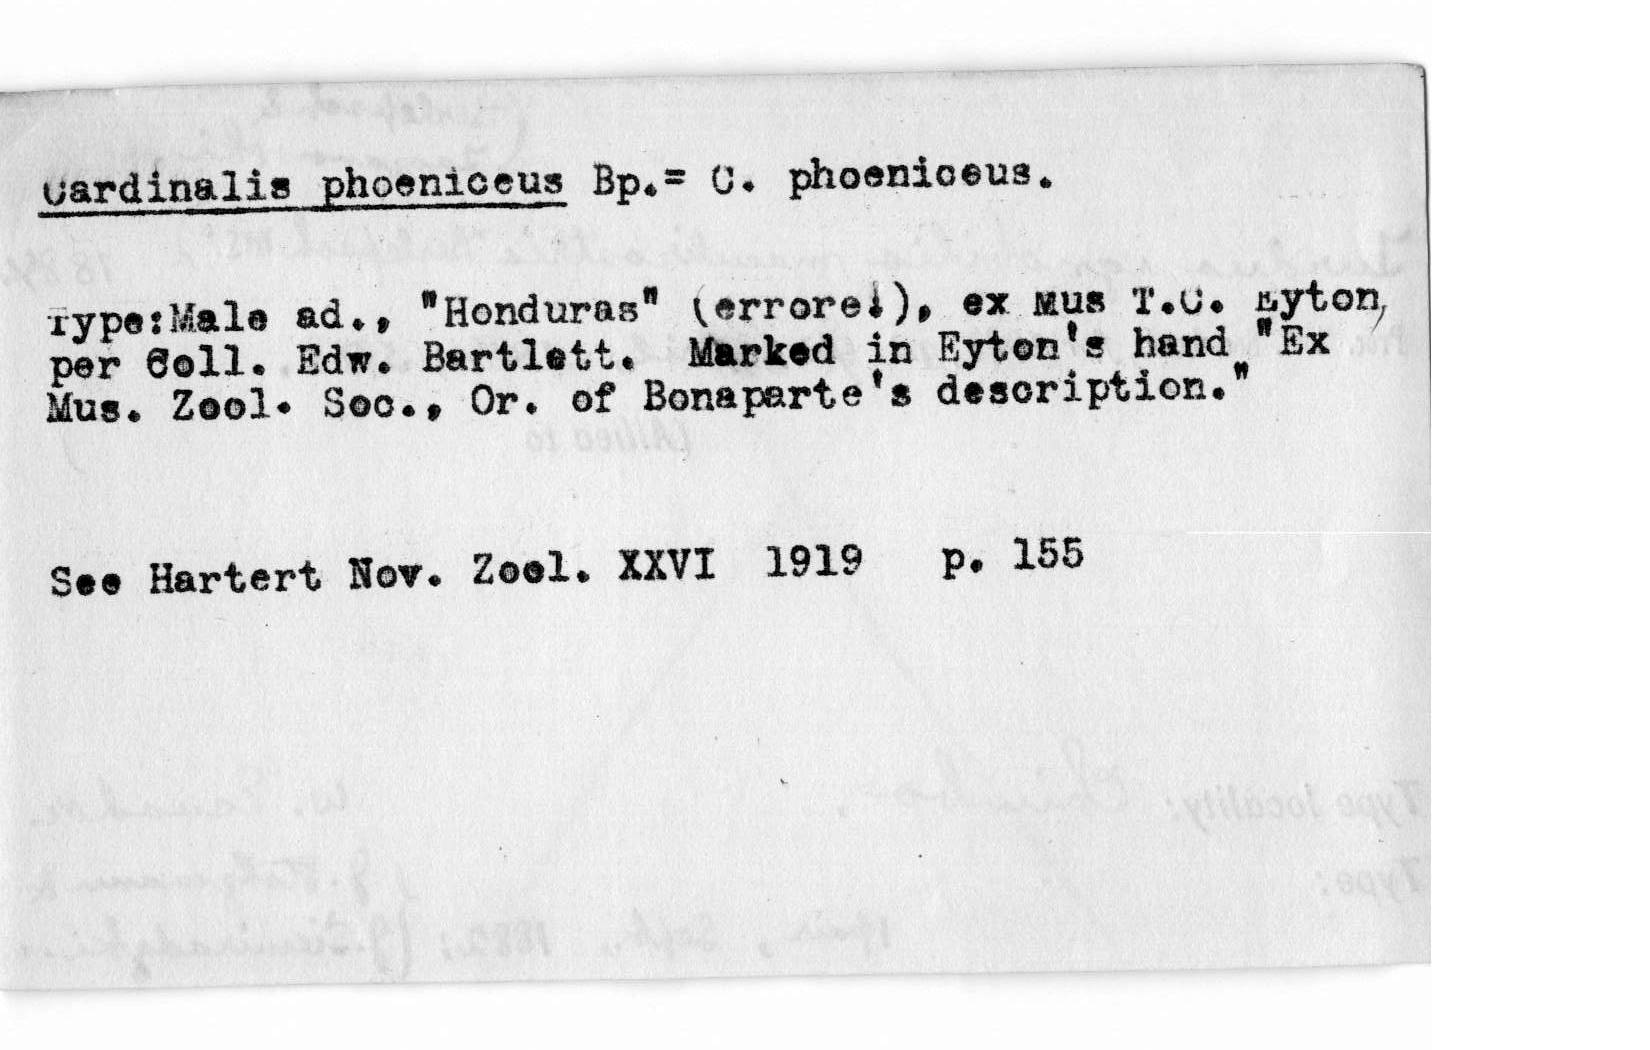 Cardinalis phoeniceus Bp.= C. phoeniceus.
Type:Male ad., "Honduras" (errore!), ex Mus T.C. Eyton,
per Coll. Edw. Bartlett. Marked in Eyton's hand "Ex
Mus. Zool. Soc., Or. of Bonaparte's description."
See Hartert Nov. Zool. XXVI 1919 p. 155